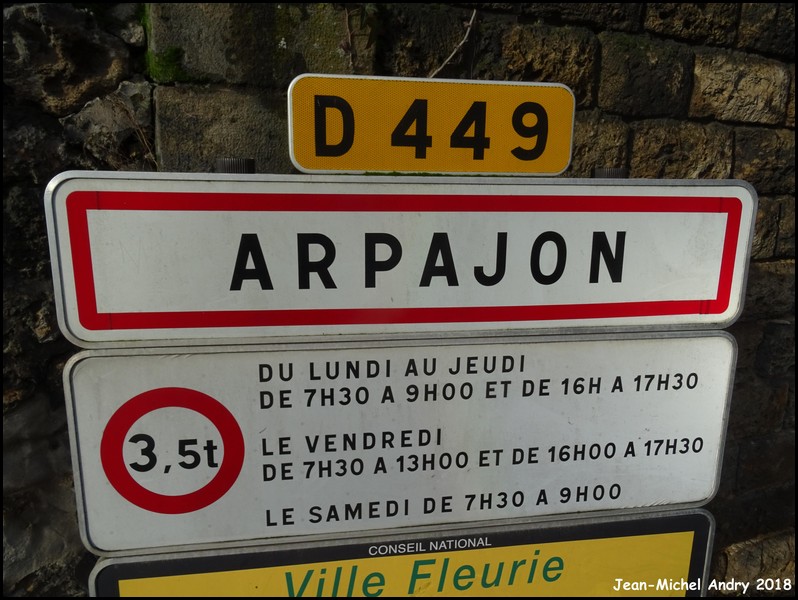 D 449
ARPAJON
DU LUNDI AU JEUDI
DE 7H30 A 9H00 ET DE 16H A 17H30
3,5t
LE VENDREDI
DE 7H30 A 13H00 ET DE 16H00 A 17H30
LE SAMEDI DE 7H30 A 9H00
CONSEIL NATIONAL
Ville Fleurie
Jean-Michel Andry 2018